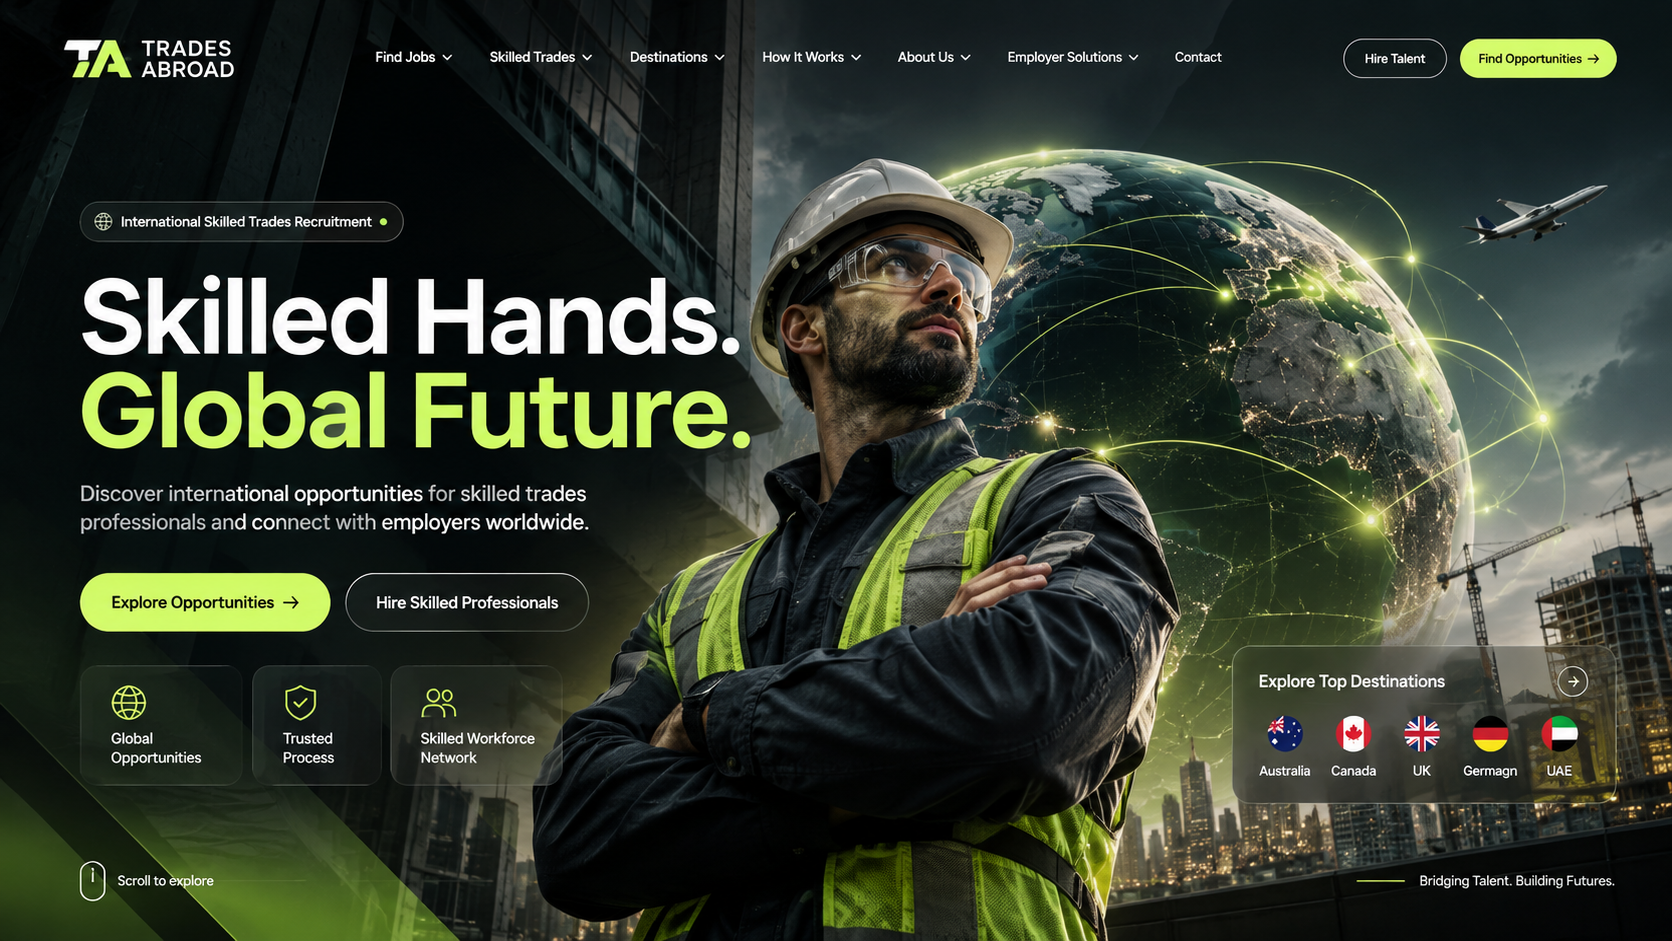 TA TRADES
ABROAD
Find Jobs
Skilled Trades
Destinations
How It Works
About Us
Employer Solutions
Contact
Hire Talent
Find Opportunities →
International Skilled Trades Recruitment
Skilled Hands.
Global Future.
Discover international opportunities for skilled trades
professionals and connect with employers worldwide.
Explore Opportunities →
Hire Skilled Professionals
Global
Opportunities
Trusted
Process
Skilled Workforce
Network
Explore Top Destinations
Australia
Canada
UK
Germagn
UAE
Scroll to explore
Bridging Talent. Building Futures.